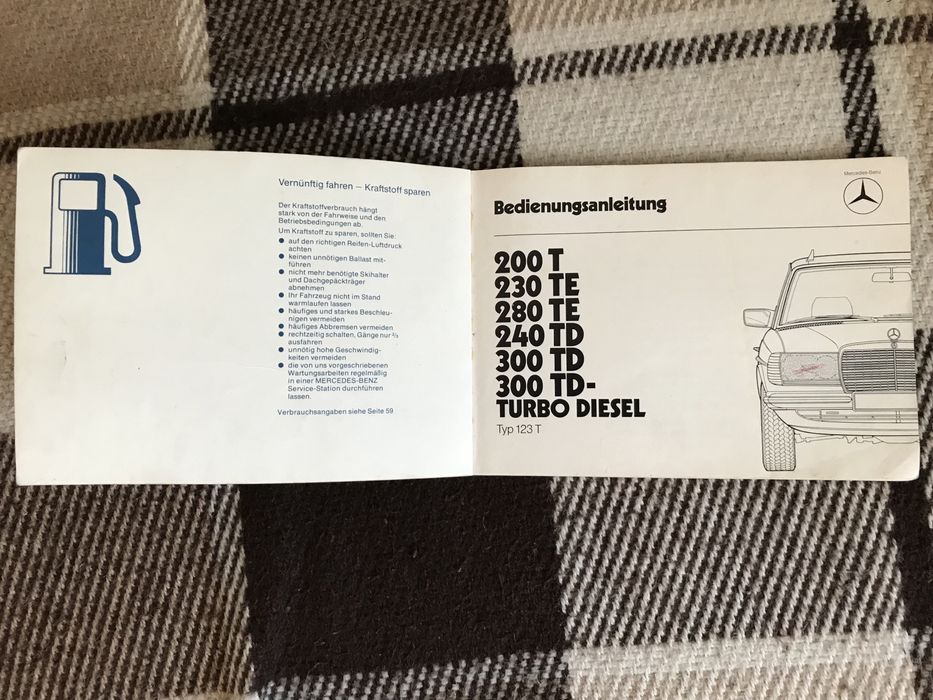 Vernünftig fahren – Kraftstoff sparen
Der Kraftstoffverbrauch hängt
stark von der Fahrweise und den
Betriebsbedingungen ab.
Um Kraftstoff zu sparen, sollten Sie:
● auf den richtigen Reifen-Luftdruck
achten
● keinen unnötigen Ballast mit-
führen
● nicht mehr benötigte Skihalter
und Dachgepäckträger
abnehmen
● Ihr Fahrzeug nicht im Stand
warmlaufen lassen
● häufiges und starkes Beschleu-
nigen vermeiden
● häufiges Abbremsen vermeiden
● rechtzeitig schalten, Gänge nur ²/₃
ausfahren
● unnötig hohe Geschwindig-
keiten vermeiden
● die von uns vorgeschriebenen
Wartungsarbeiten regelmäßig
in einer MERCEDES-BENZ
Service-Station durchführen
lassen.
Verbrauchsangaben siehe Seite 59
Mercedes-Benz
Bedienungsanleitung
200 T
230 TE
280 TE
240 TD
300 TD
300 TD-
TURBO DIESEL
Typ 123 T